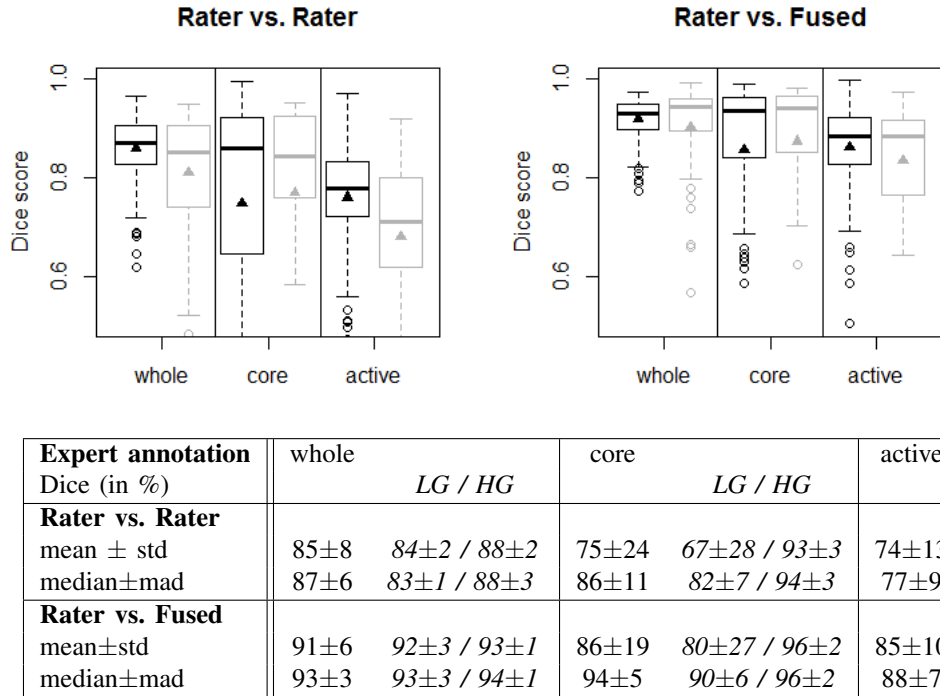 Rater vs. Rater
Rater vs. Fused
Dice score
1.0
0.8
0.6
whole core active
Dice score
1.0
0.8
0.6
whole core active
Expert annotation whole core active
Dice (in %) LG / HG LG / HG
Rater vs. Rater
mean ± std 85±8 84±2 / 88±2 75±24 67±28 / 93±3 74±13
median±mad 87±6 83±1 / 88±3 86±11 82±7 / 94±3 77±9
Rater vs. Fused
mean±std 91±6 92±3 / 93±1 86±19 80±27 / 96±2 85±10
median±mad 93±3 93±3 / 94±1 94±5 90±6 / 96±2 88±7